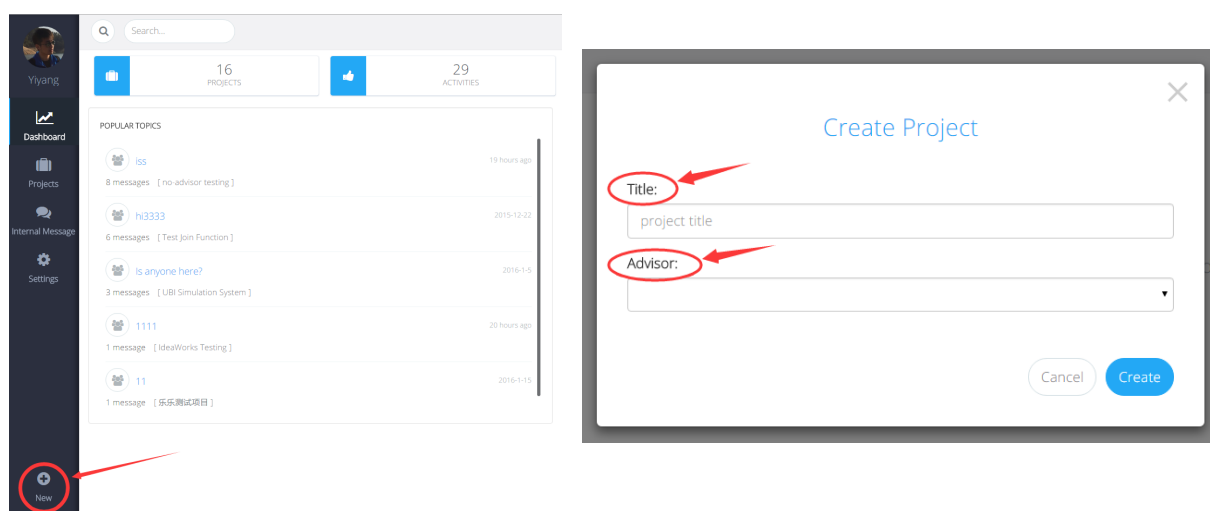 Yiyang
Dashboard
Projects
Internal Message
Settings
New
Search...
16
PROJECTS
29
ACTIVITIES
POPULAR TOPICS
iss
19 hours ago
8 messages [ no-advisor testing ]
hi3333
2015-12-22
6 messages [ Test Join Function ]
Is anyone here?
2016-1-5
3 messages [ UBI Simulation System ]
1111
20 hours ago
1 message [ IdeaWorks Testing ]
11
2016-1-15
1 message [ 乐乐测试项目 ]
Create Project
Title:
project title
Advisor:
Cancel
Create